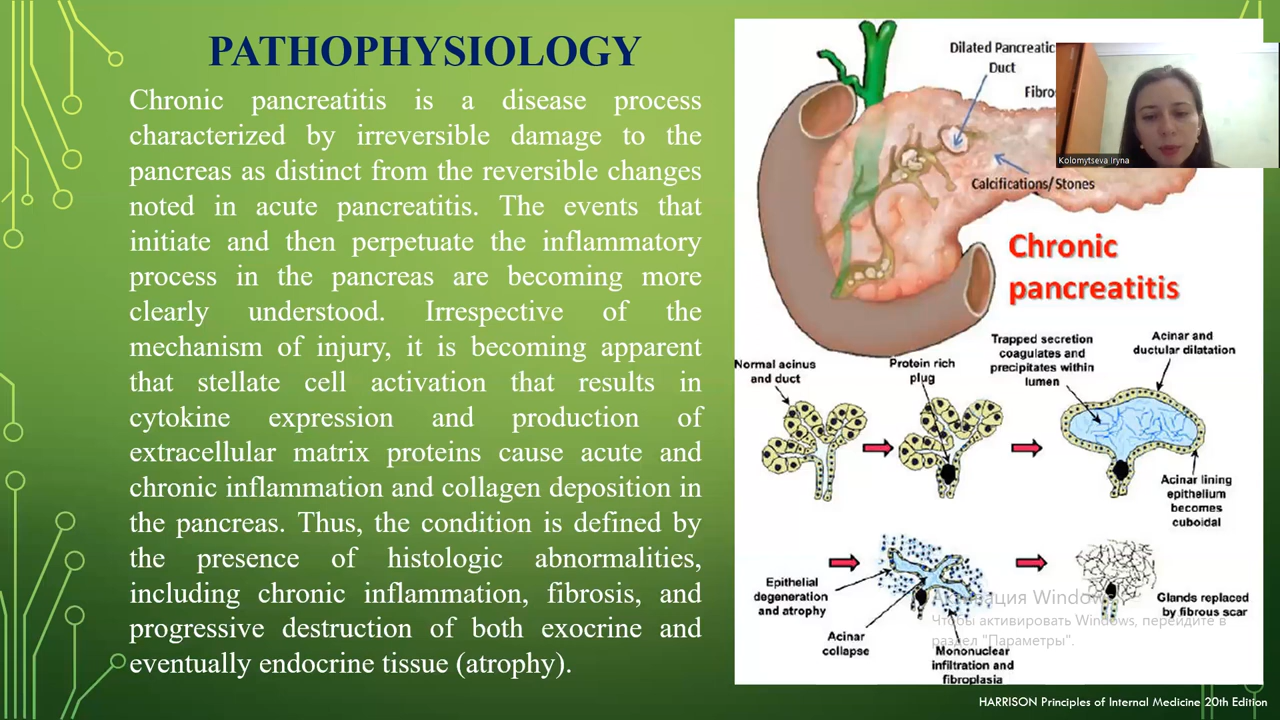 PATHOPHYSIOLOGY
Chronic pancreatitis is a disease process
characterized by irreversible damage to the
pancreas as distinct from the reversible changes
noted in acute pancreatitis. The events that
initiate and then perpetuate the inflammatory
process in the pancreas are becoming more
clearly understood. Irrespective of the
mechanism of injury, it is becoming apparent
that stellate cell activation that results in
cytokine expression and production of
extracellular matrix proteins cause acute and
chronic inflammation and collagen deposition in
the pancreas. Thus, the condition is defined by
the presence of histologic abnormalities,
including chronic inflammation, fibrosis, and
progressive destruction of both exocrine and
eventually endocrine tissue (atrophy).
Dilated Pancreatic
Duct
Fibro
Kolomytseva Iryna
Calcifications/Stones
Chronic
pancreatitis
Normal acinus
and duct
Protein rich
plug
Trapped secretion
coagulates and
precipitates within
lumen
Acinar and
ductular dilatation
Acinar lining
epithelium
becomes
cuboidal
Epithelial
degeneration
and atrophy
Acinar
collapse
Mononuclear
infiltration and
fibroplasia
Glands replaced
by fibrous scar
Активация Windows
Чтобы активировать Windows, перейдите в
раздел "Параметры".
HARRISON Principles of Internal Medicine 20th Edition